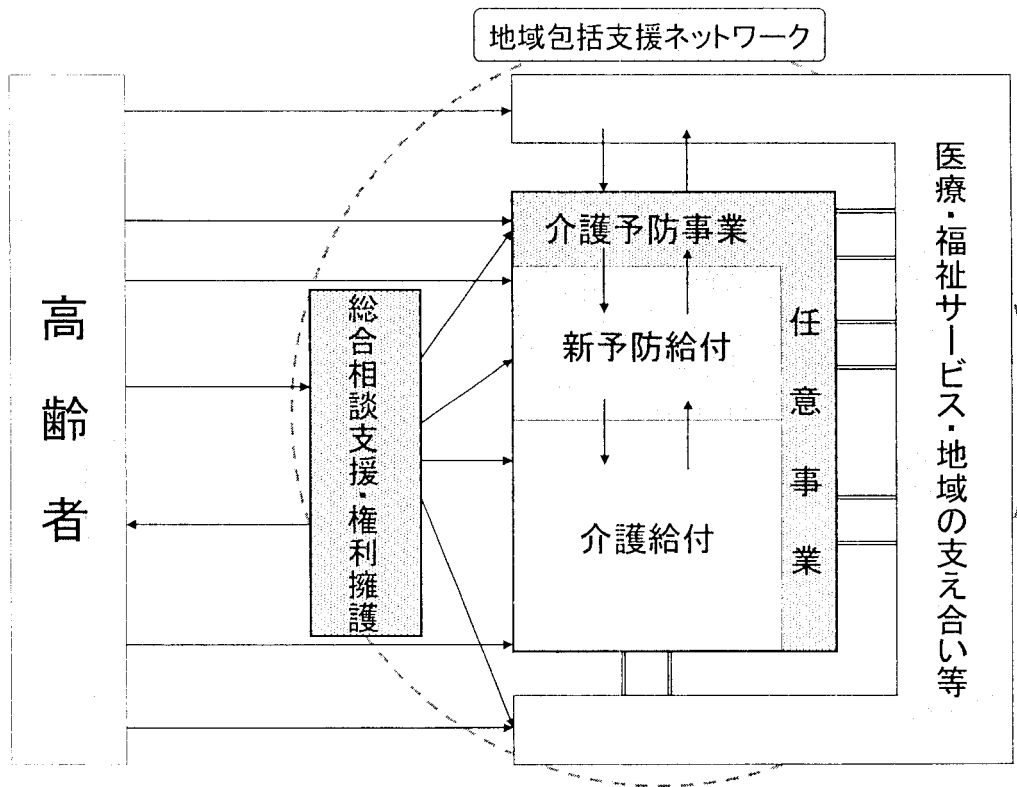 地域包括支援ネットワーク
高齢者
総合相談支援・権利擁護
介護予防事業
新予防給付
介護給付
任意事業
医療・福祉サービス・地域の支え合い等